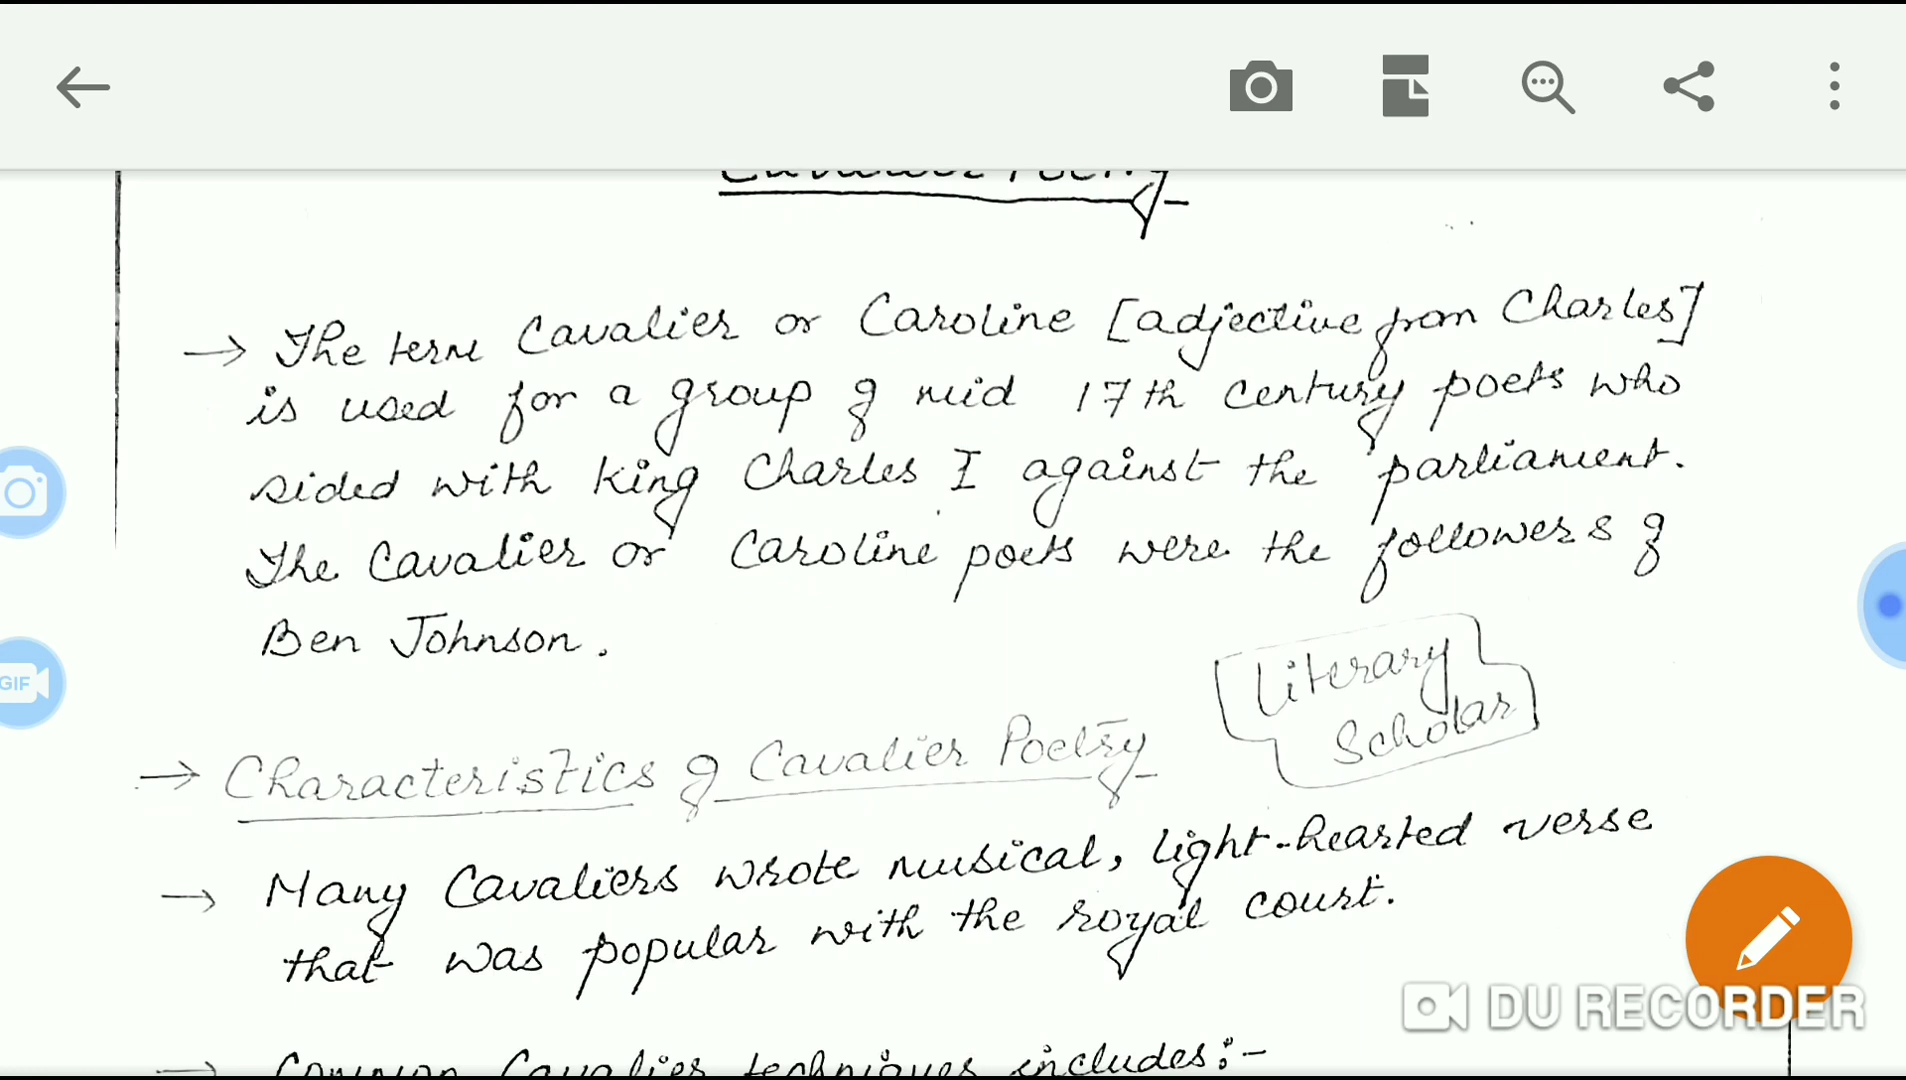 Cavalier Poetry
→ The term Cavalier or Caroline [adjective from Charles]
is used for a group of mid 17th century poets who
sided with king Charles I against the parliament.
The Cavalier or Caroline poets were the followers of
Ben Johnson.
Literary
Scholar
→ Characteristics of Cavalier Poetry
→ Many Cavaliers wrote musical, light-hearted verse
that was popular with the royal court.
→ Common Cavalier techniques includes:-
GIF
DU RECORDER